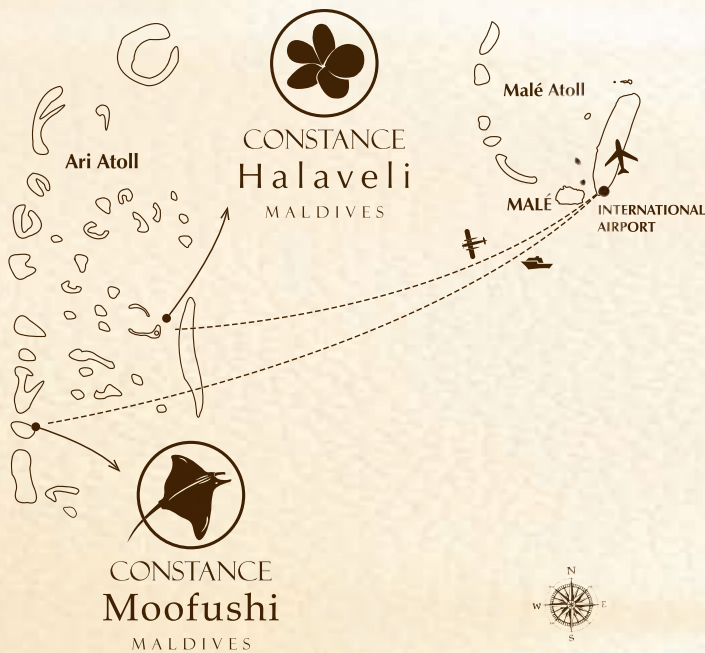 Malé Atoll
CONSTANCE
Halaveli
MALDIVES
Ari Atoll
MALÉ
INTERNATIONAL
AIRPORT
CONSTANCE
Moofushi
MALDIVES
N
W
E
S